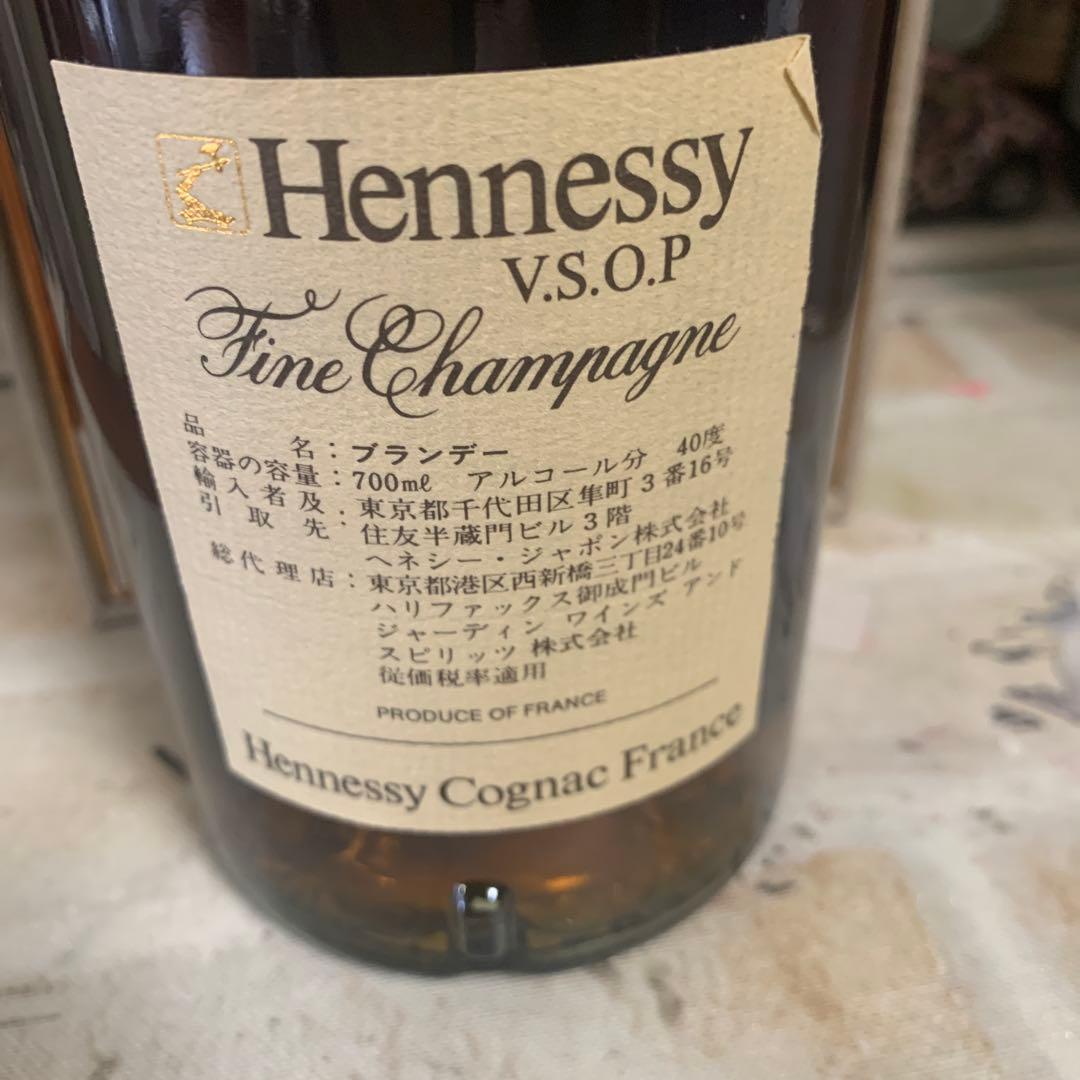 Hennessy
V.S.O.P
Fine Champagne
品名：ブランデー
容器の容量：700mℓ アルコール分 40度
輸入者及 引取先：東京都千代田区隼町3番16号
住友半蔵門ビル3階
ヘネシー・ジャポン株式会社
総代理店：東京都港区西新橋三丁目24番10号
ハリファックス御成門ビル
ジャーディン ワインズ アンド
スピリッツ 株式会社
従価税率適用
PRODUCE OF FRANCE
Hennessy Cognac France